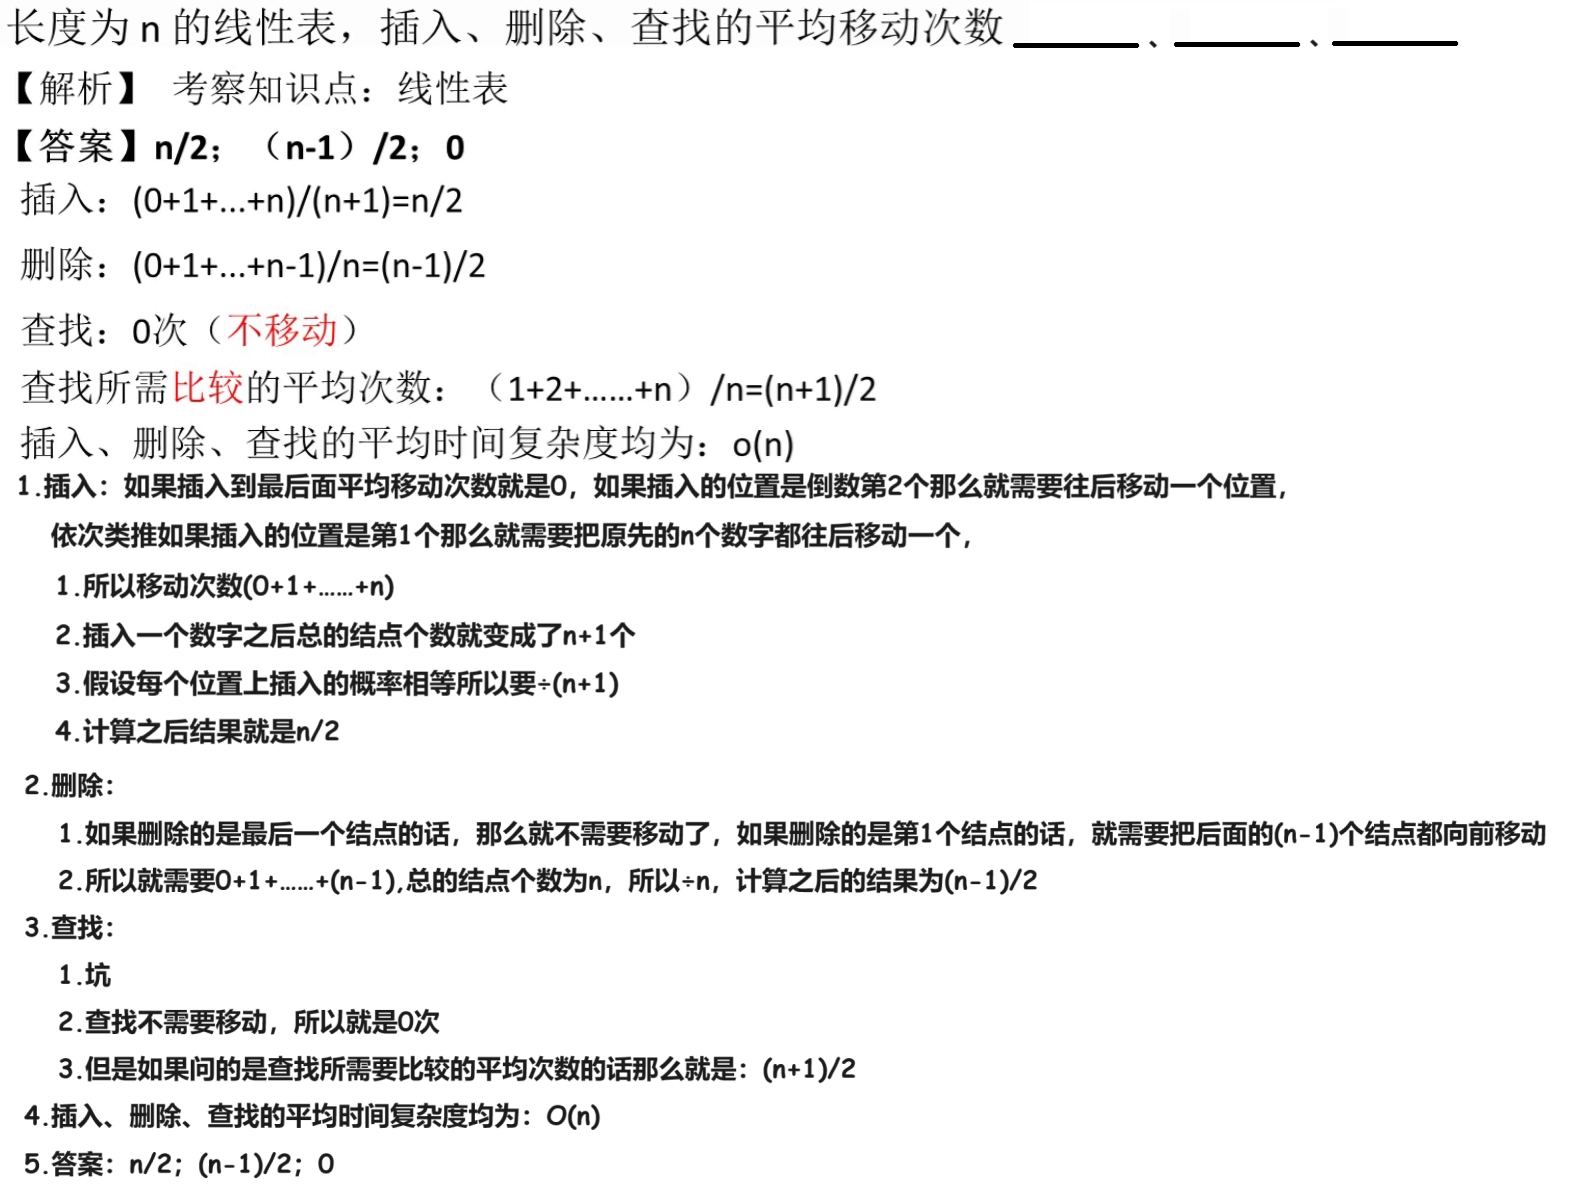 长度为 n 的线性表，插入、删除、查找的平均移动次数 ______、______、______
【解析】 考察知识点：线性表
【答案】n/2；（n-1）/2；0
插入：(0+1+...+n)/(n+1)=n/2
删除：(0+1+...+n-1)/n=(n-1)/2
查找：0次（不移动）
查找所需比较的平均次数：（1+2+......+n）/n=(n+1)/2
插入、删除、查找的平均时间复杂度均为：o(n)
1.插入：如果插入到最后面平均移动次数就是0，如果插入的位置是倒数第2个那么就需要往后移动一个位置，
依次类推如果插入的位置是第1个那么就需要把原先的n个数字都往后移动一个，
1.所以移动次数(0+1+……+n)
2.插入一个数字之后总的结点个数就变成了n+1个
3.假设每个位置上插入的概率相等所以要÷(n+1)
4.计算之后结果就是n/2
2.删除：
1.如果删除的是最后一个结点的话，那么就不需要移动了，如果删除的是第1个结点的话，就需要把后面的(n-1)个结点都向前移动
2.所以就需要0+1+……+(n-1),总的结点个数为n，所以÷n，计算之后的结果为(n-1)/2
3.查找：
1.坑
2.查找不需要移动，所以就是0次
3.但是如果问的是查找所需要比较的平均次数的话那么就是：(n+1)/2
4.插入、删除、查找的平均时间复杂度均为：O(n)
5.答案：n/2；(n-1)/2；0